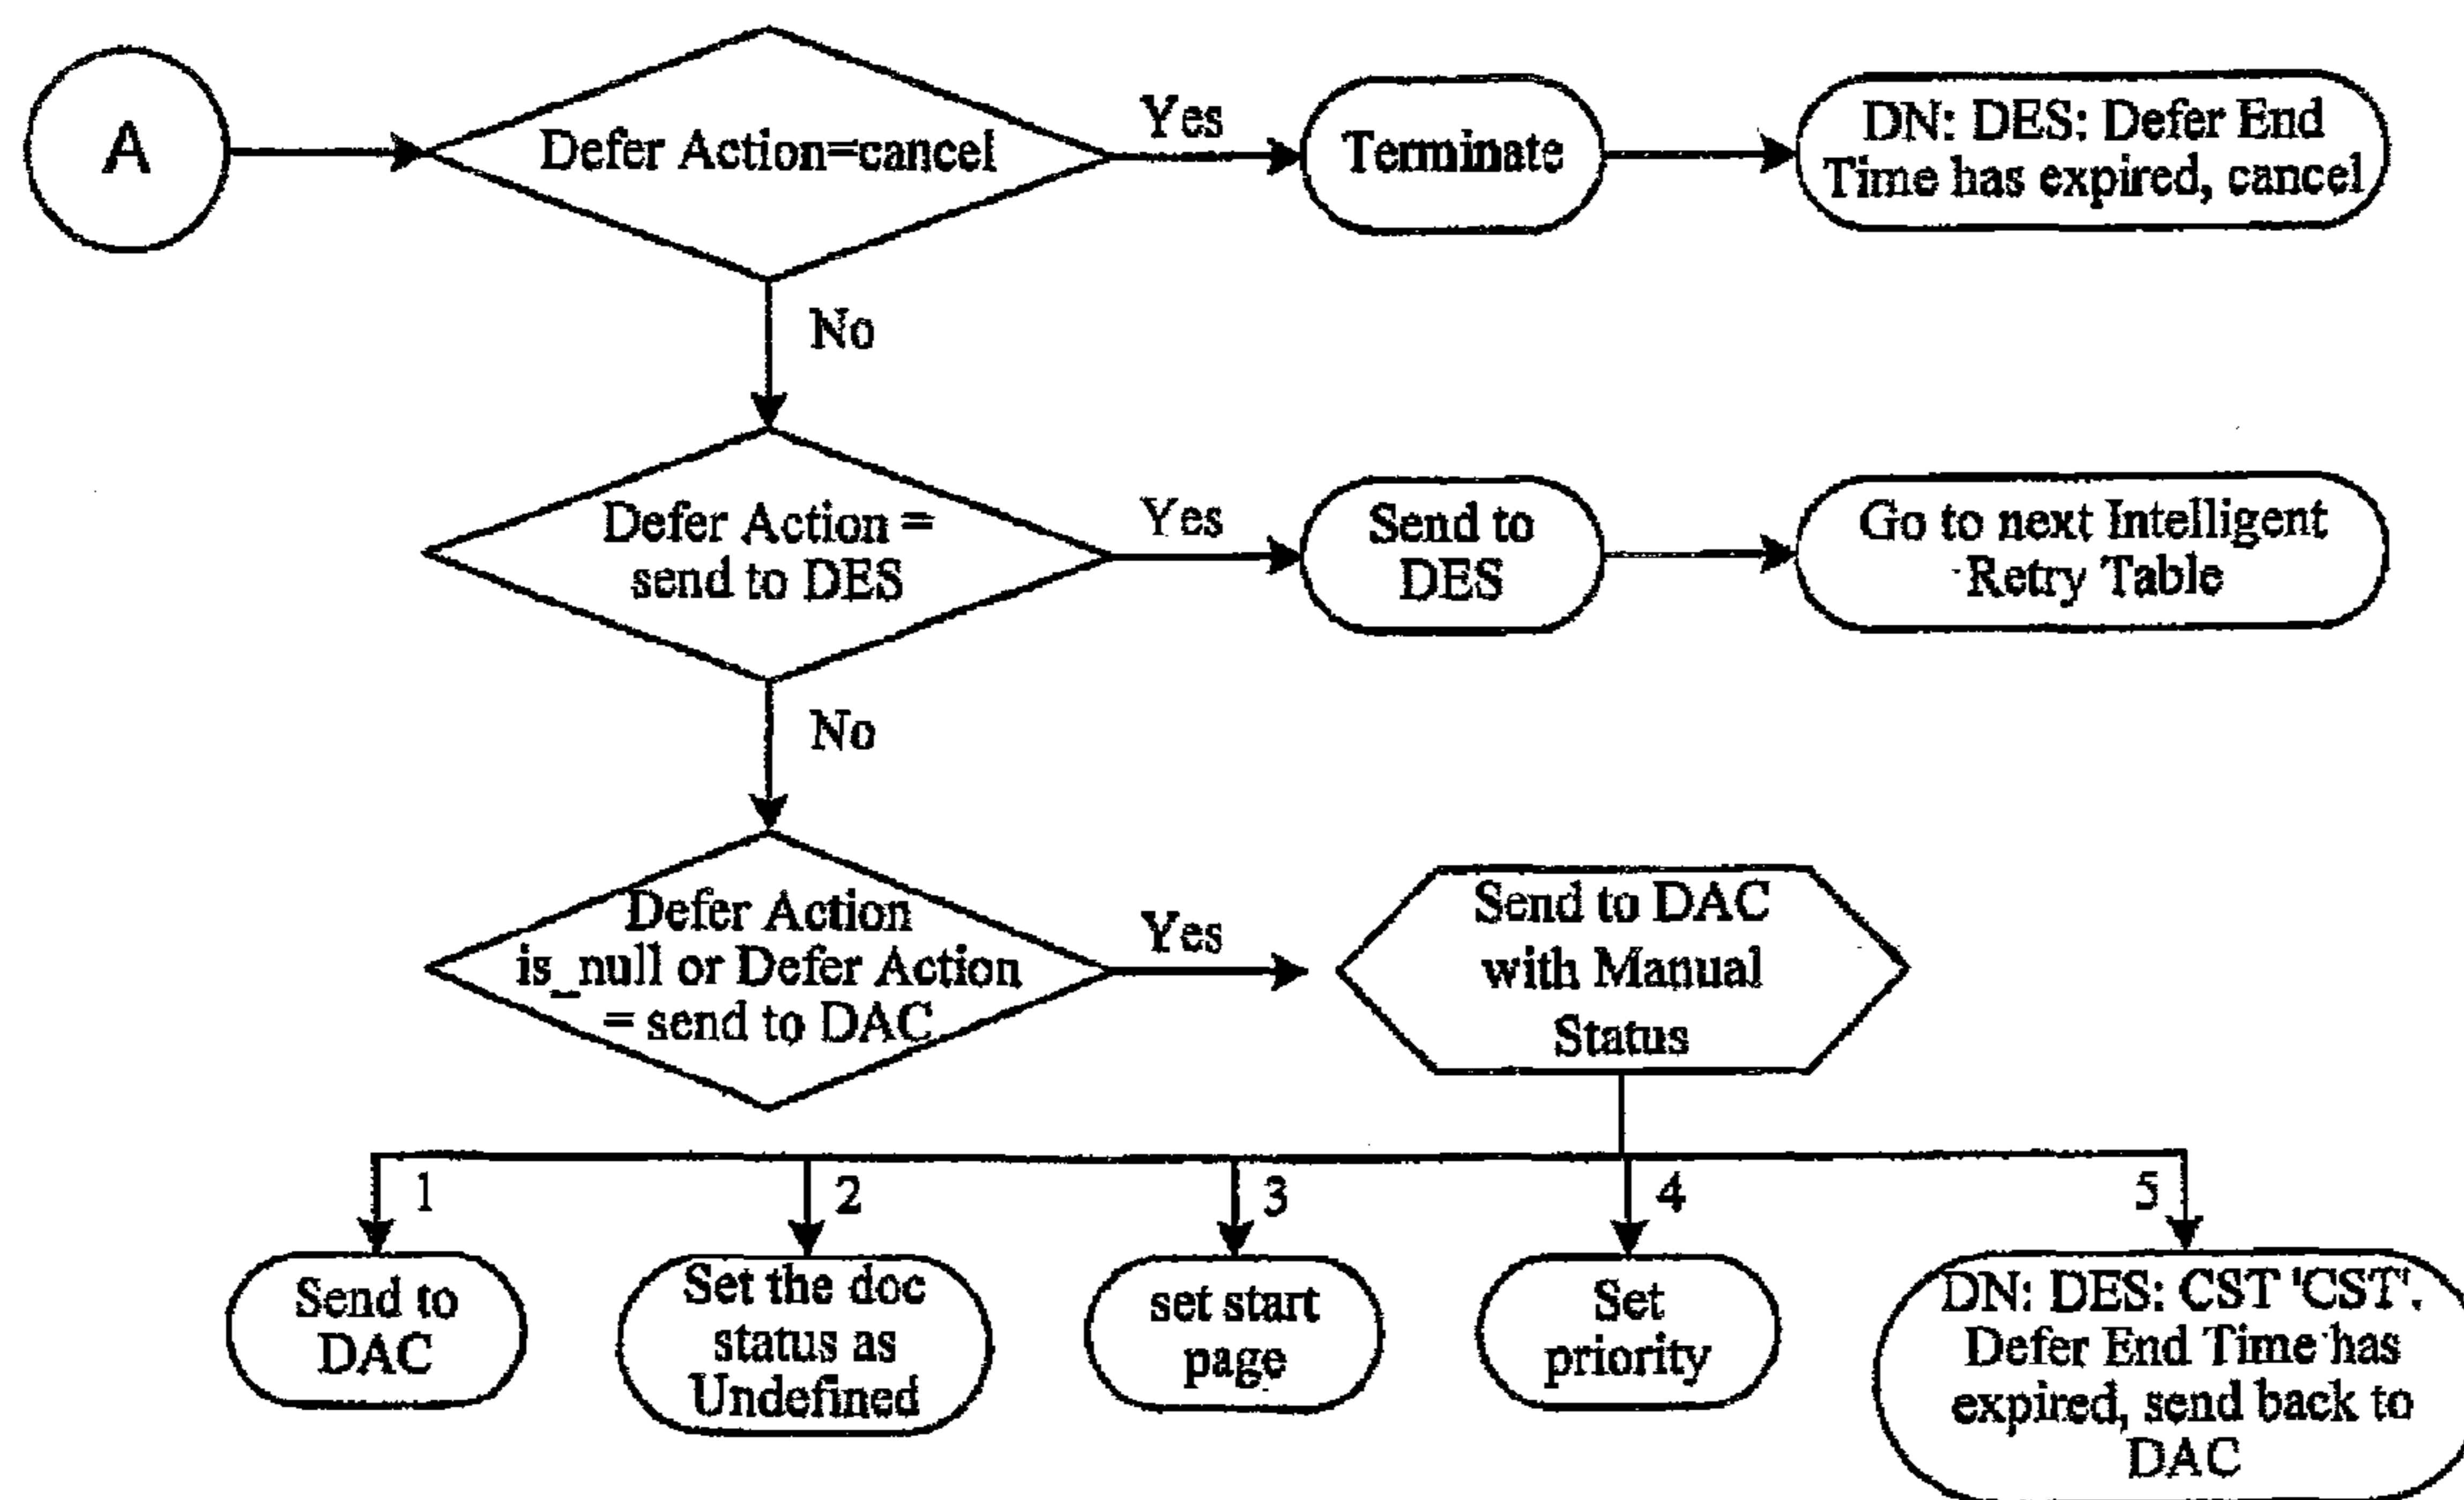 A
Defer Action=cancel
Yes
Terminate
DN: DES: Defer End
Time has expired, cancel
No
Defer Action =
send to DES
Yes
Send to
DES
Go to next Intelligent
Retry Table
No
Defer Action
is_null or Defer Action
= send to DAC
Yes
Send to DAC
with Manual
Status
1
2
3
4
5
Send to
DAC
Set the doc
status as
Undefined
set start
page
Set
priority
DN: DES: CST 'CST'.
Defer End Time has
expired, send back to
DAC